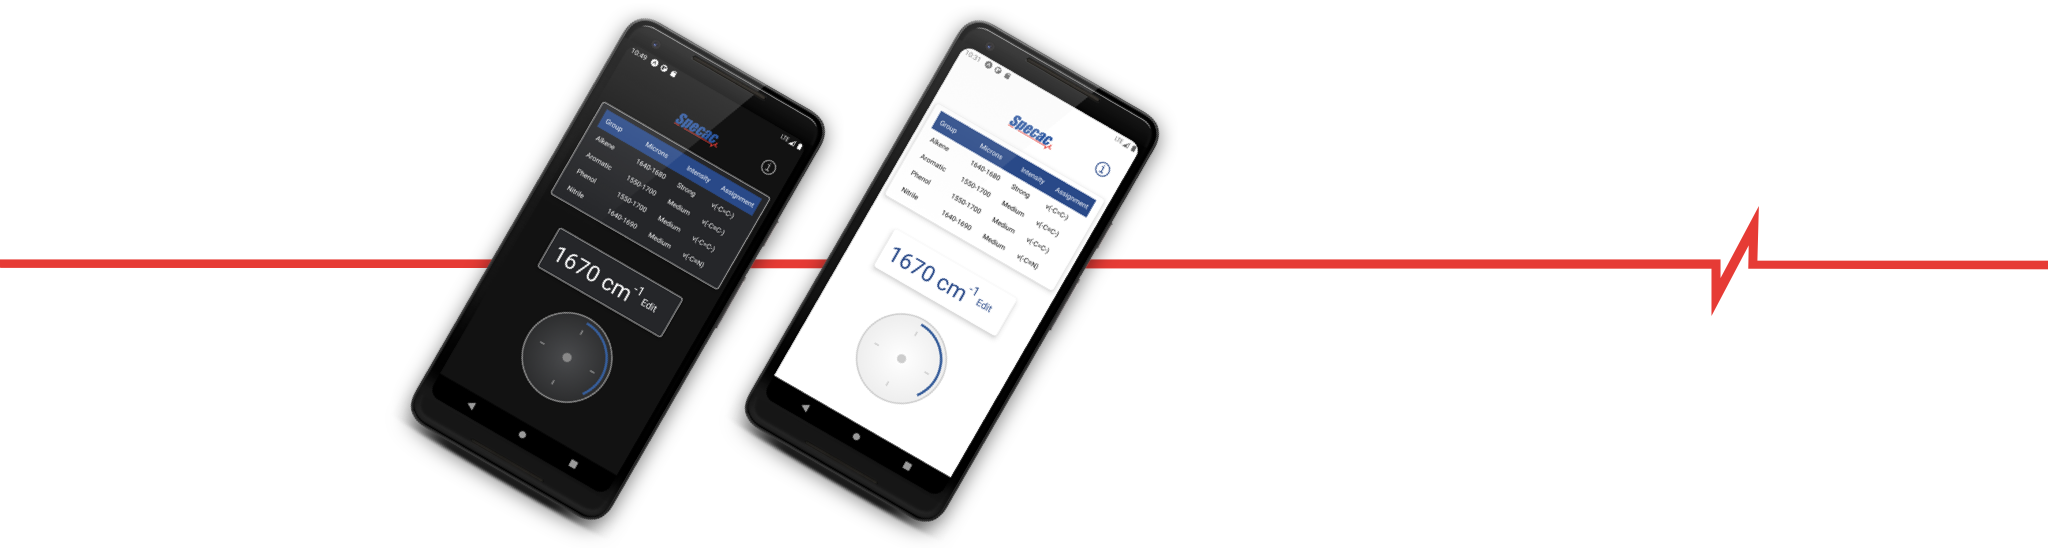 10:49
LTE
Specac
Group Microns Intensity Assignment
Alkene 1640-1680 Strong v(-C=C-)
Aromatic 1550-1700 Medium v(-C=C-)
Phenol 1550-1700 Medium v(-C=C-)
Nitrile 1640-1690 Medium v(-C=N)
1670 cm-1 Edit
10:31
LTE
Specac
Group Microns Intensity Assignment
Alkene 1640-1680 Strong v(-C=C-)
Aromatic 1550-1700 Medium v(-C=C-)
Phenol 1550-1700 Medium v(-C=C-)
Nitrile 1640-1690 Medium v(-C=N)
1670 cm-1 Edit